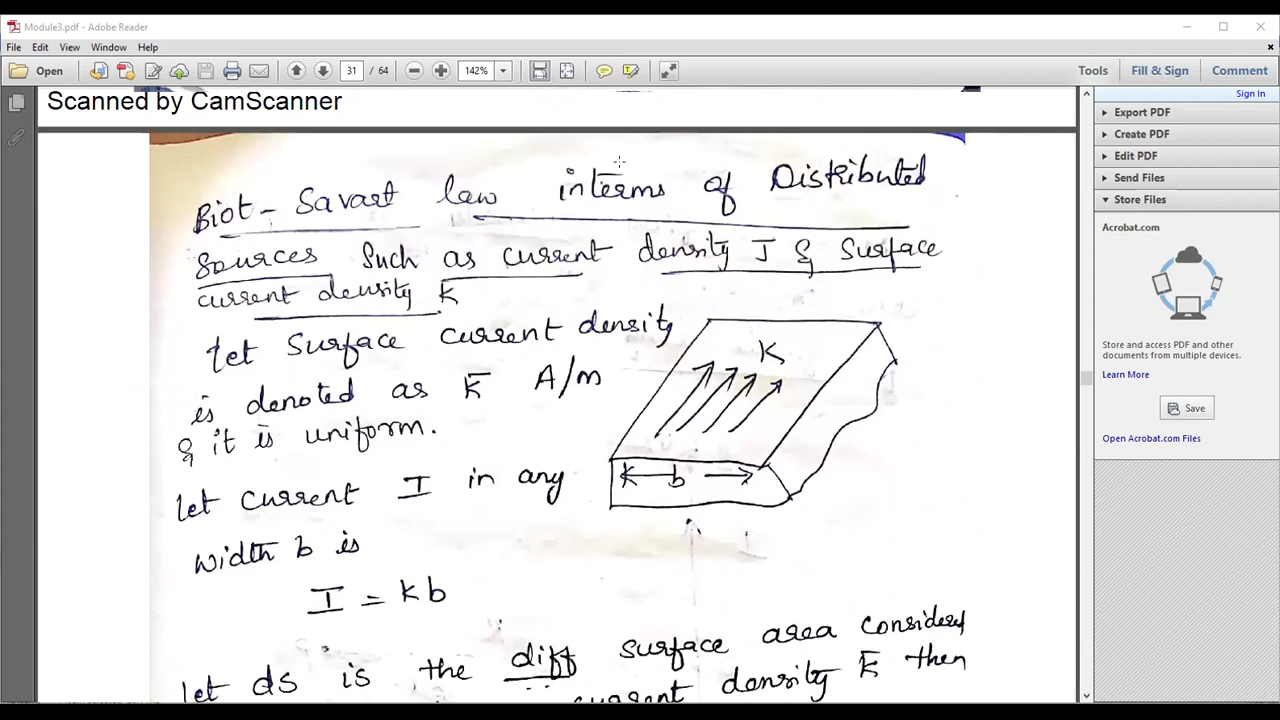 Module3.pdf - Adobe Reader
File Edit View Window Help
Open 31 / 64 142% Tools Fill & Sign Comment
Sign In
Scanned by CamScanner
Export PDF
Create PDF
Edit PDF
Send Files
Store Files
Acrobat.com
Store and access PDF and other
documents from multiple devices.
Learn More
Save
Open Acrobat.com Files
Biot-Savart law interms of Distributed
Sources Such as current density J & Surface
current density K
Let Surface current density
is denoted as K̄ A/m
& it is uniform.
K
Let current I in any
b
width b is
I = Kb
Let ds is the diff surface area considered
current density K̄ then